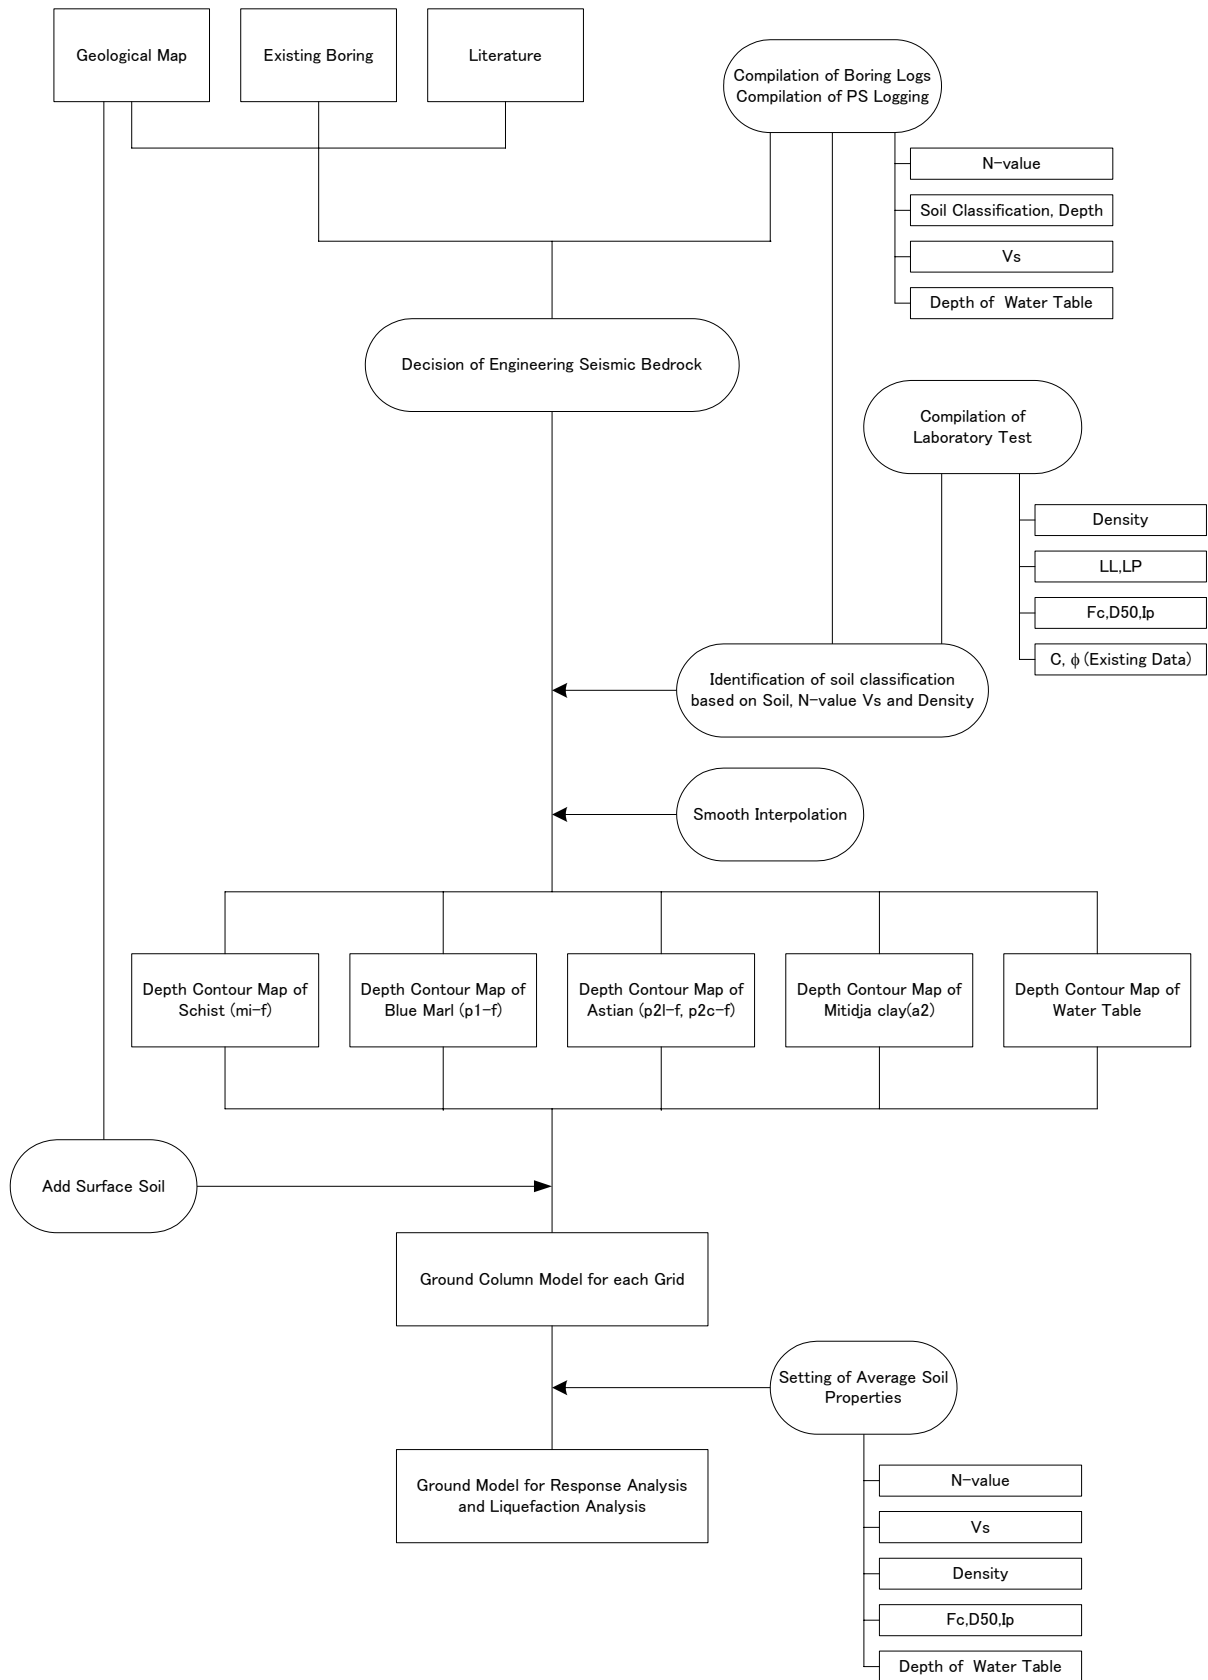 Geological Map
Existing Boring
Literature
Compilation of Boring Logs
Compilation of PS Logging
N-value
Soil Classification, Depth
Vs
Depth of Water Table
Decision of Engineering Seismic Bedrock
Compilation of
Laboratory Test
Density
LL,LP
Fc,D50,Ip
C, φ (Existing Data)
Identification of soil classification
based on Soil, N-value Vs and Density
Smooth Interpolation
Depth Contour Map of
Schist (mi-f)
Depth Contour Map of
Blue Marl (p1-f)
Depth Contour Map of
Astian (p2l-f, p2c-f)
Depth Contour Map of
Mitidja clay(a2)
Depth Contour Map of
Water Table
Add Surface Soil
Ground Column Model for each Grid
Setting of Average Soil
Properties
Ground Model for Response Analysis
and Liquefaction Analysis
N-value
Vs
Density
Fc,D50,Ip
Depth of Water Table